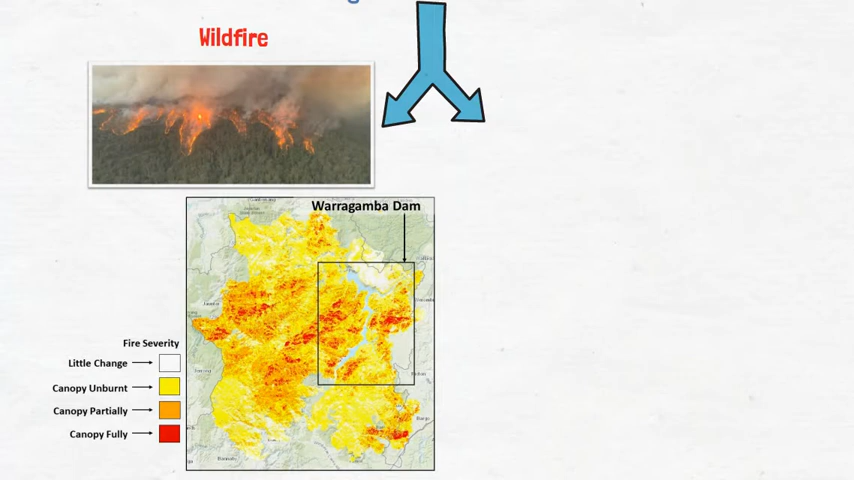 Wildfire
Warragamba Dam
Fire Severity
Little Change
Canopy Unburnt
Canopy Partially
Canopy Fully